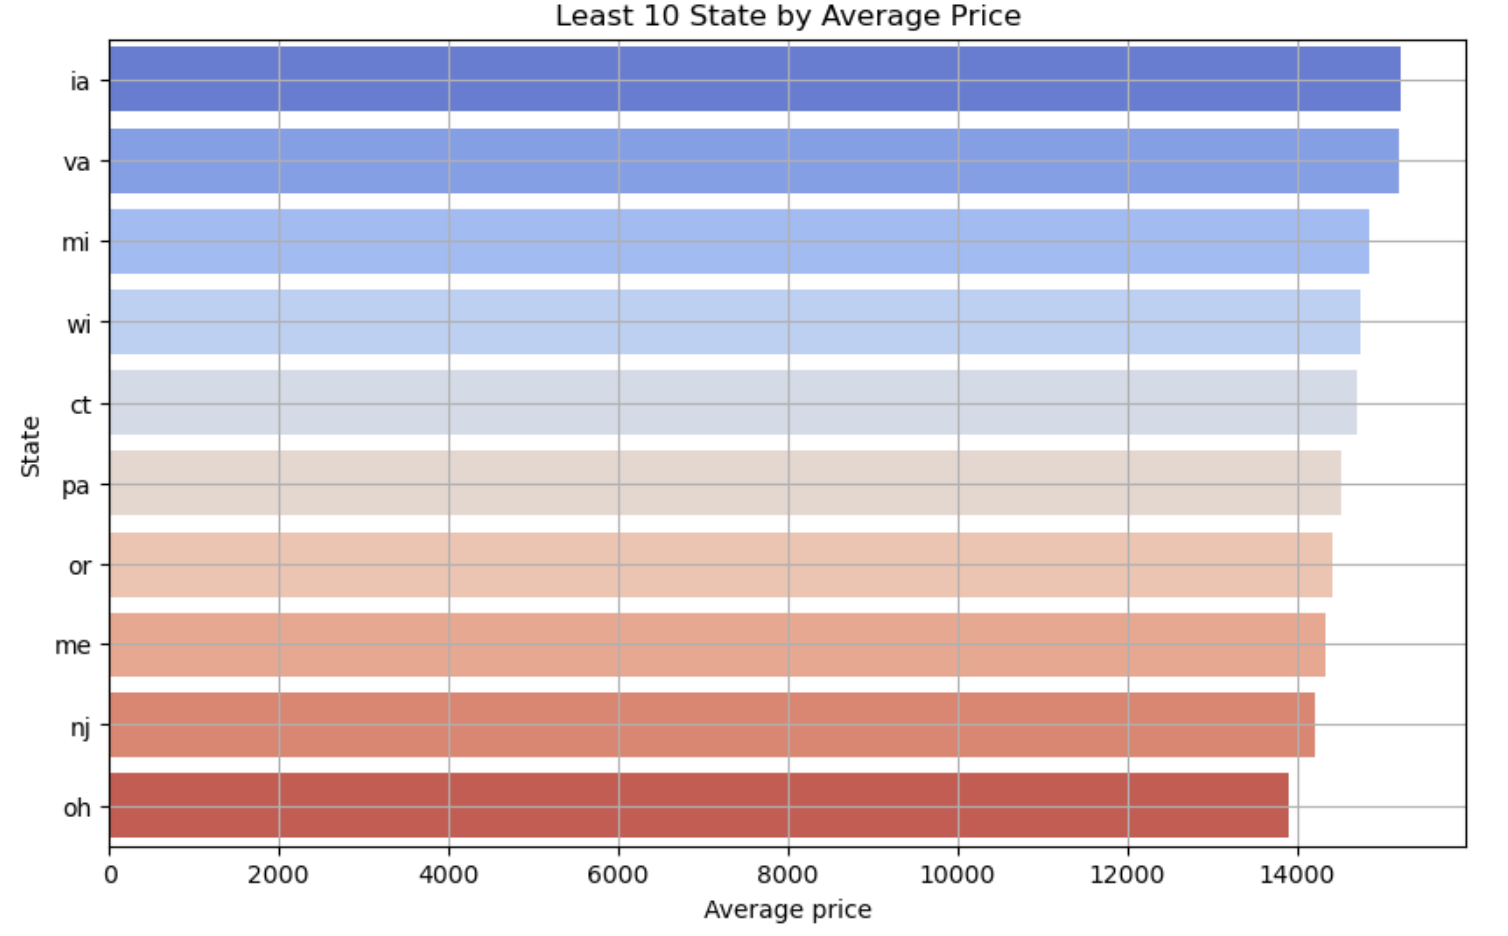 Least 10 State by Average Price
ia
va
mi
wi
ct
pa
or
me
nj
oh
State
0 2000 4000 6000 8000 10000 12000 14000
Average price